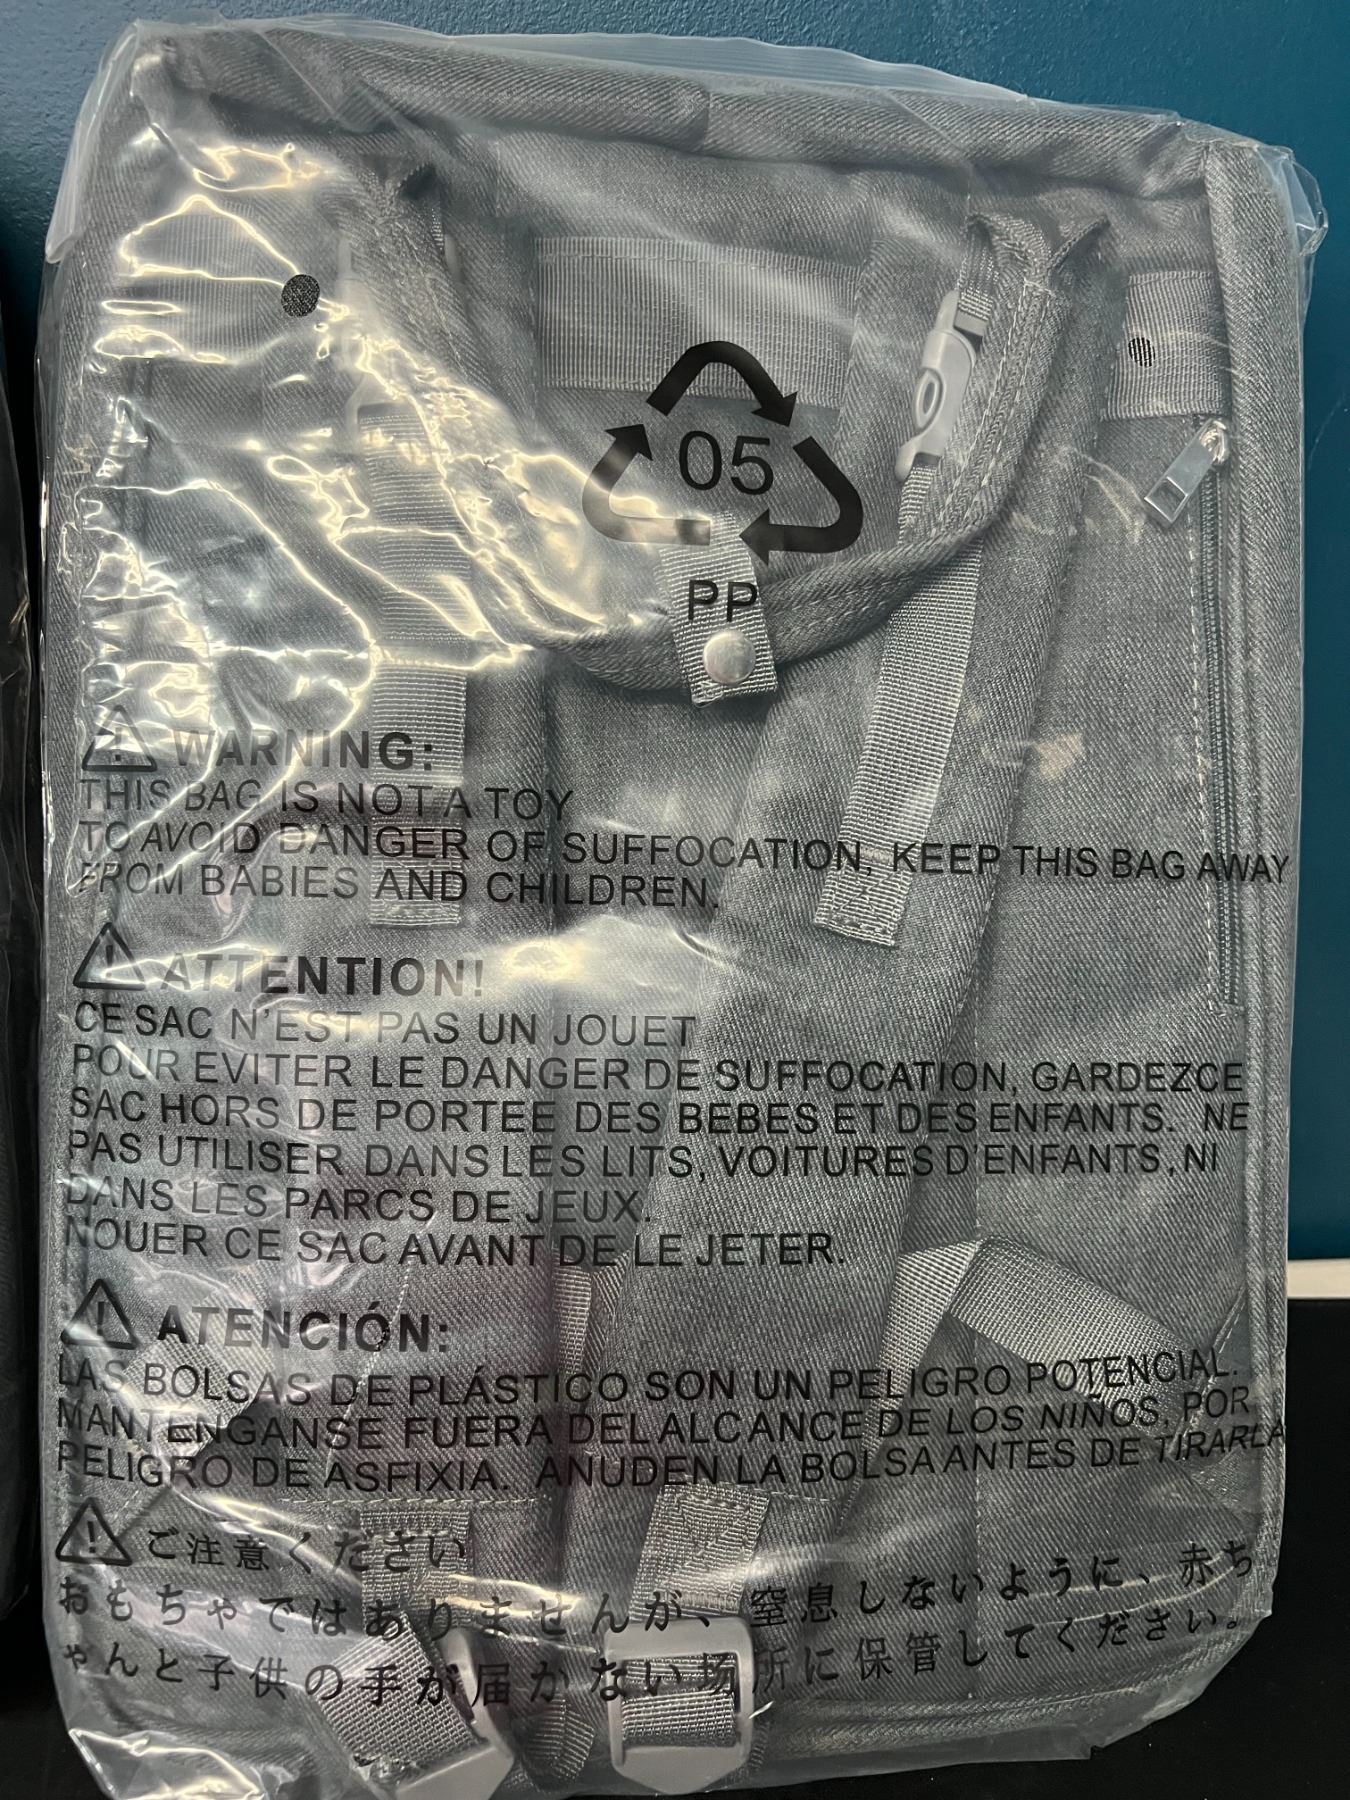 05
PP
WARNING:
THIS BAG IS NOT A TOY
TO AVOID DANGER OF SUFFOCATION, KEEP THIS BAG AWAY
FROM BABIES AND CHILDREN.
ATTENTION!
CE SAC N'EST PAS UN JOUET
POUR EVITER LE DANGER DE SUFFOCATION, GARDEZCE
SAC HORS DE PORTEE DES BEBES ET DES ENFANTS. NE
PAS UTILISER DANS LES LITS, VOITURES D'ENFANTS, NI
DANS LES PARCS DE JEUX.
NOUER CE SAC AVANT DE LE JETER.
ATENCIÓN:
LAS BOLSAS DE PLÁSTICO SON UN PELIGRO POTENCIAL.
MANTENGANSE FUERA DEL ALCANCE DE LOS NIÑOS, POR
PELIGRO DE ASFIXIA. ANUDEN LA BOLSA ANTES DE TIRARLA
ご注意ください
おもちゃではありませんが、窒息しないように、赤ち
ゃんと子供の手が届かない场所に保管してください。